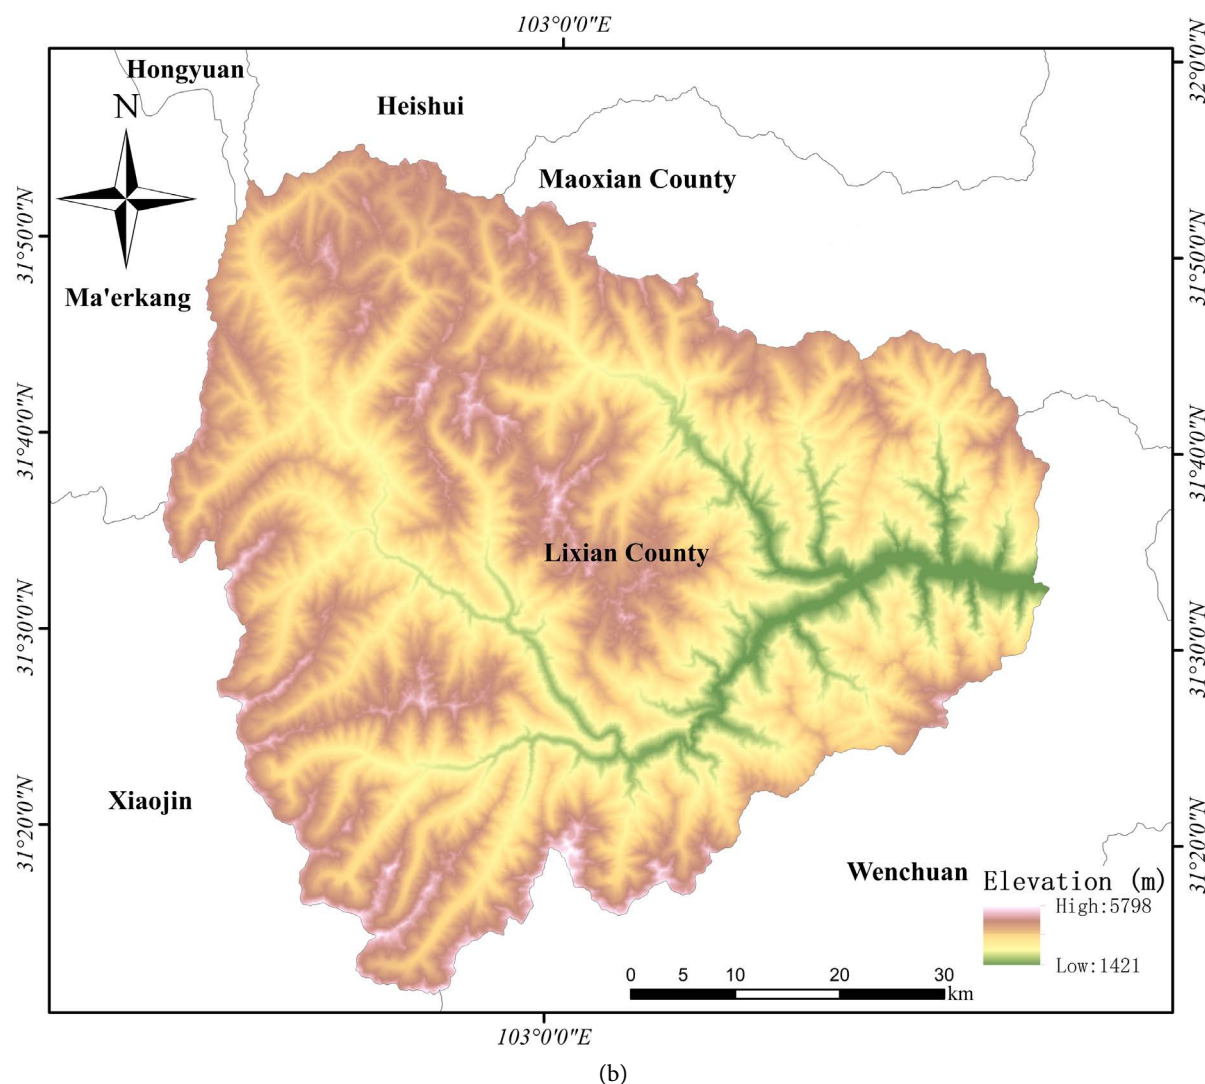 103°0'0"E
Hongyuan
N
Heishui
Maoxian County
Ma'erkang
Lixian County
Xiaojin
Wenchuan
32°0'0"N
31°50'0"N
31°50'0"N
31°40'0"N
31°40'0"N
31°30'0"N
31°30'0"N
31°20'0"N
31°20'0"N
Elevation (m)
High:5798
Low:1421
0 5 10 20 30
km
103°0'0"E
(b)